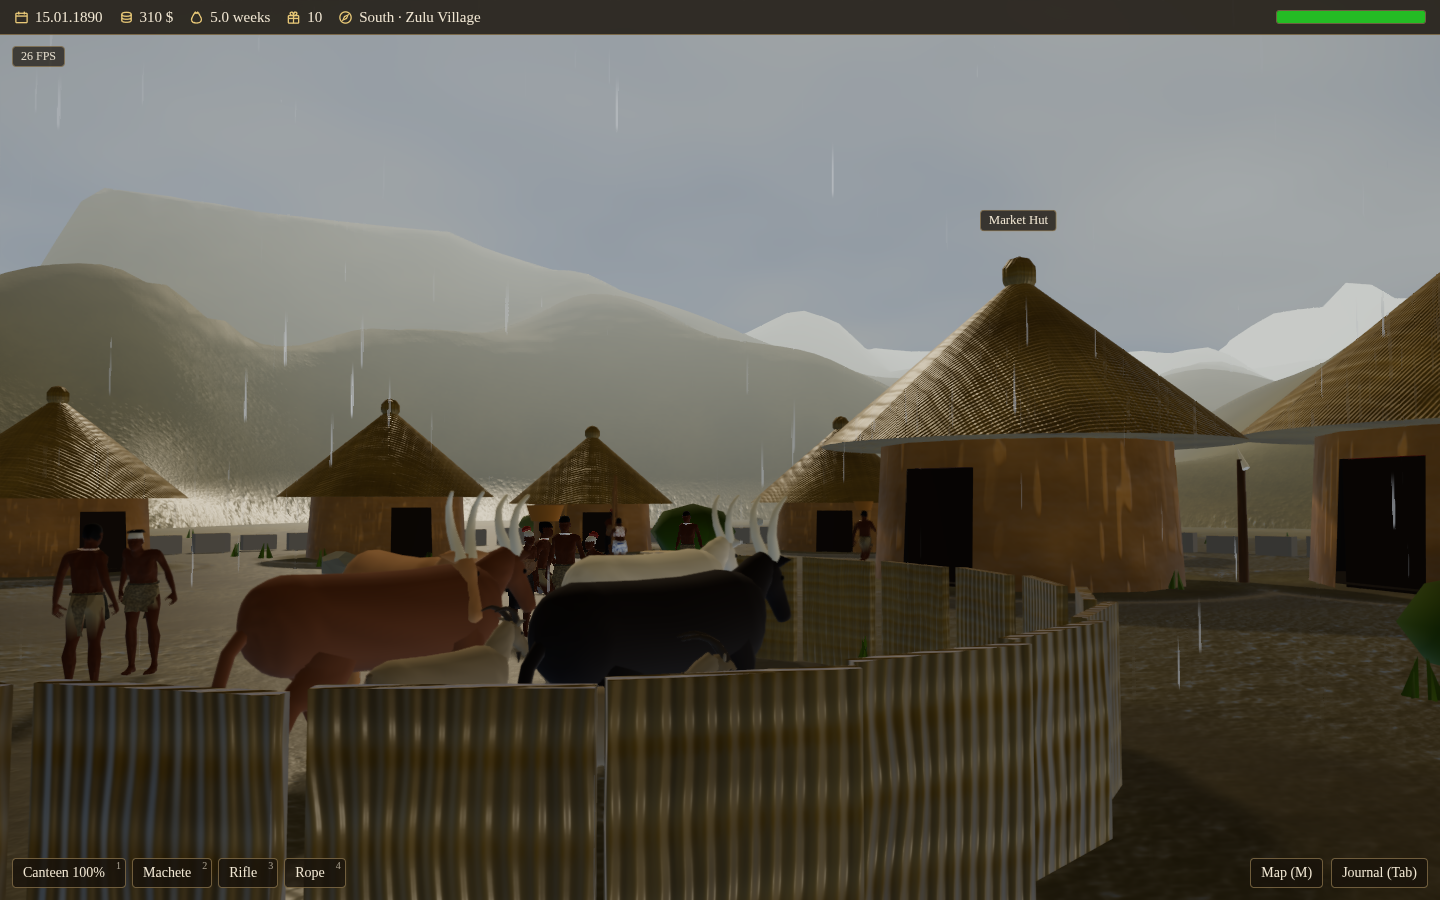 15.01.1890 310 $ 5.0 weeks 10 South · Zulu Village
26 FPS
Market Hut
Canteen 100% 1 Machete 2 Rifle 3 Rope 4 Map (M) Journal (Tab)